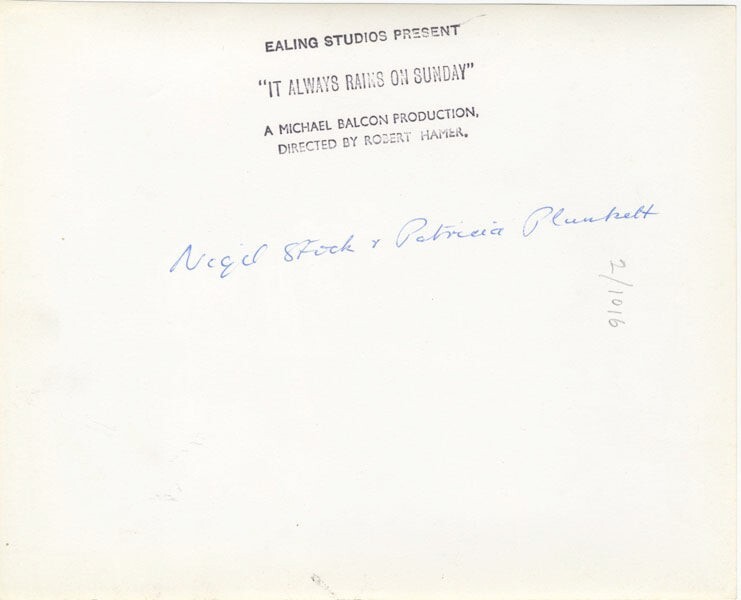 EALING STUDIOS PRESENT
"IT ALWAYS RAINS ON SUNDAY"
A MICHAEL BALCON PRODUCTION,
DIRECTED BY ROBERT HAMER.
Nigel Stock & Patricia Plunkett
2/1016